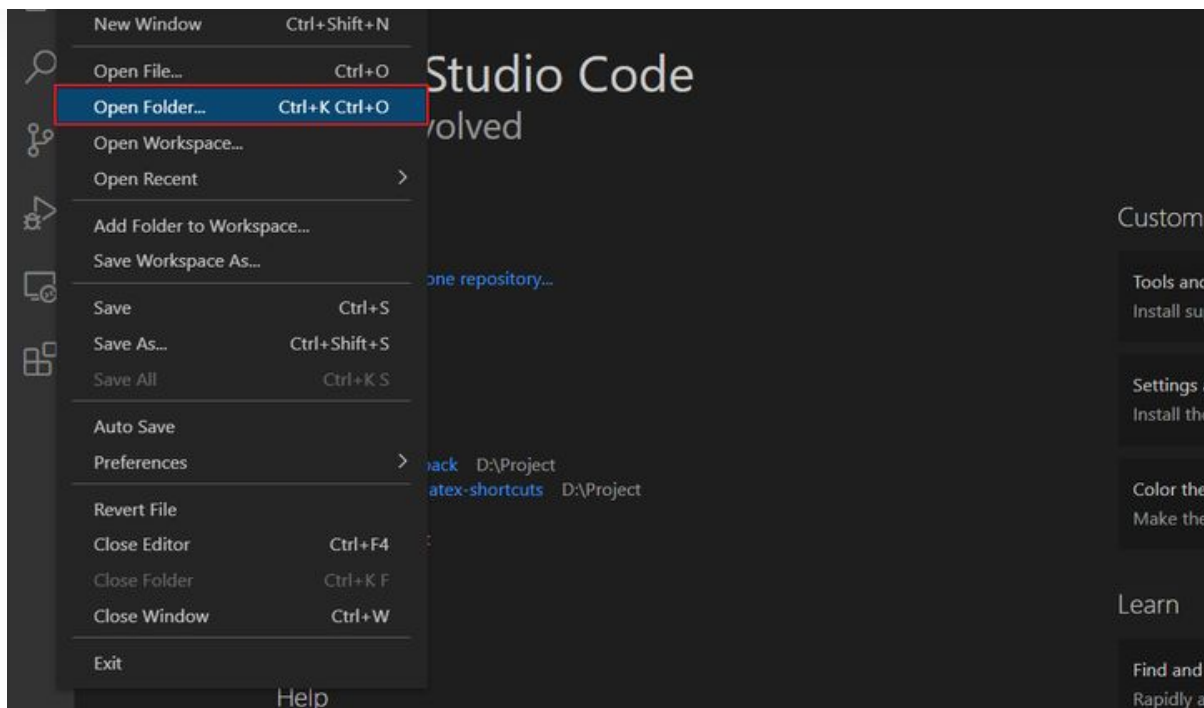 New Window Ctrl+Shift+N
Open File... Ctrl+O
Open Folder... Ctrl+K Ctrl+O
Open Workspace...
Open Recent
Add Folder to Workspace...
Save Workspace As...
Save Ctrl+S
Save As... Ctrl+Shift+S
Save All Ctrl+K S
Auto Save
Preferences
Revert File
Close Editor Ctrl+F4
Close Folder Ctrl+K F
Close Window Ctrl+W
Exit
Studio Code
volved
one repository...
back D:\Project
atex-shortcuts D:\Project
Help
Custom
Tools and
Install su
Settings
Install the
Color the
Make the
Learn
Find and
Rapidly a